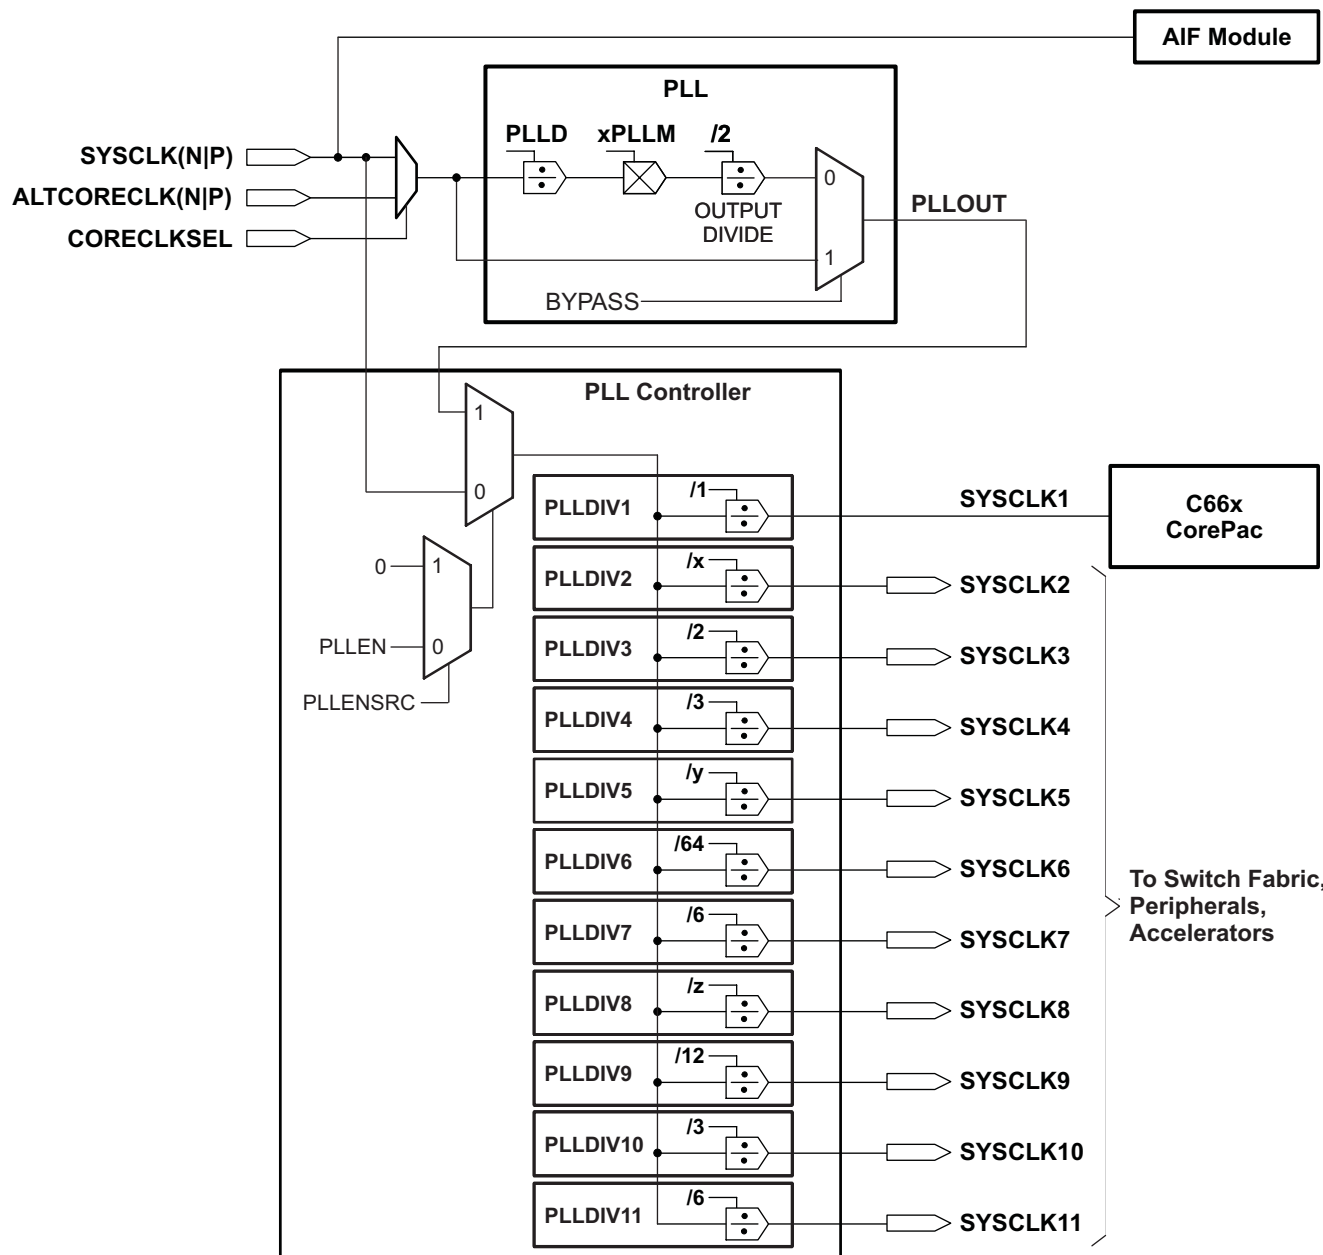 AIF Module
PLL
PLLD
xPLLM
/2
SYSCLK(N|P)
ALTCORECLK(N|P)
CORECLKSEL
0
OUTPUT
DIVIDE
PLLOUT
1
BYPASS
PLL Controller
1
0
PLLDIV1
/1
SYSCLK1
C66x
CorePac
0
1
PLLEN
0
PLLENSRC
PLLDIV2
/x
SYSCLK2
PLLDIV3
/2
SYSCLK3
PLLDIV4
/3
SYSCLK4
PLLDIV5
/y
SYSCLK5
PLLDIV6
/64
SYSCLK6
PLLDIV7
/6
SYSCLK7
PLLDIV8
/z
SYSCLK8
PLLDIV9
/12
SYSCLK9
PLLDIV10
/3
SYSCLK10
PLLDIV11
/6
SYSCLK11
To Switch Fabric,
Peripherals,
Accelerators